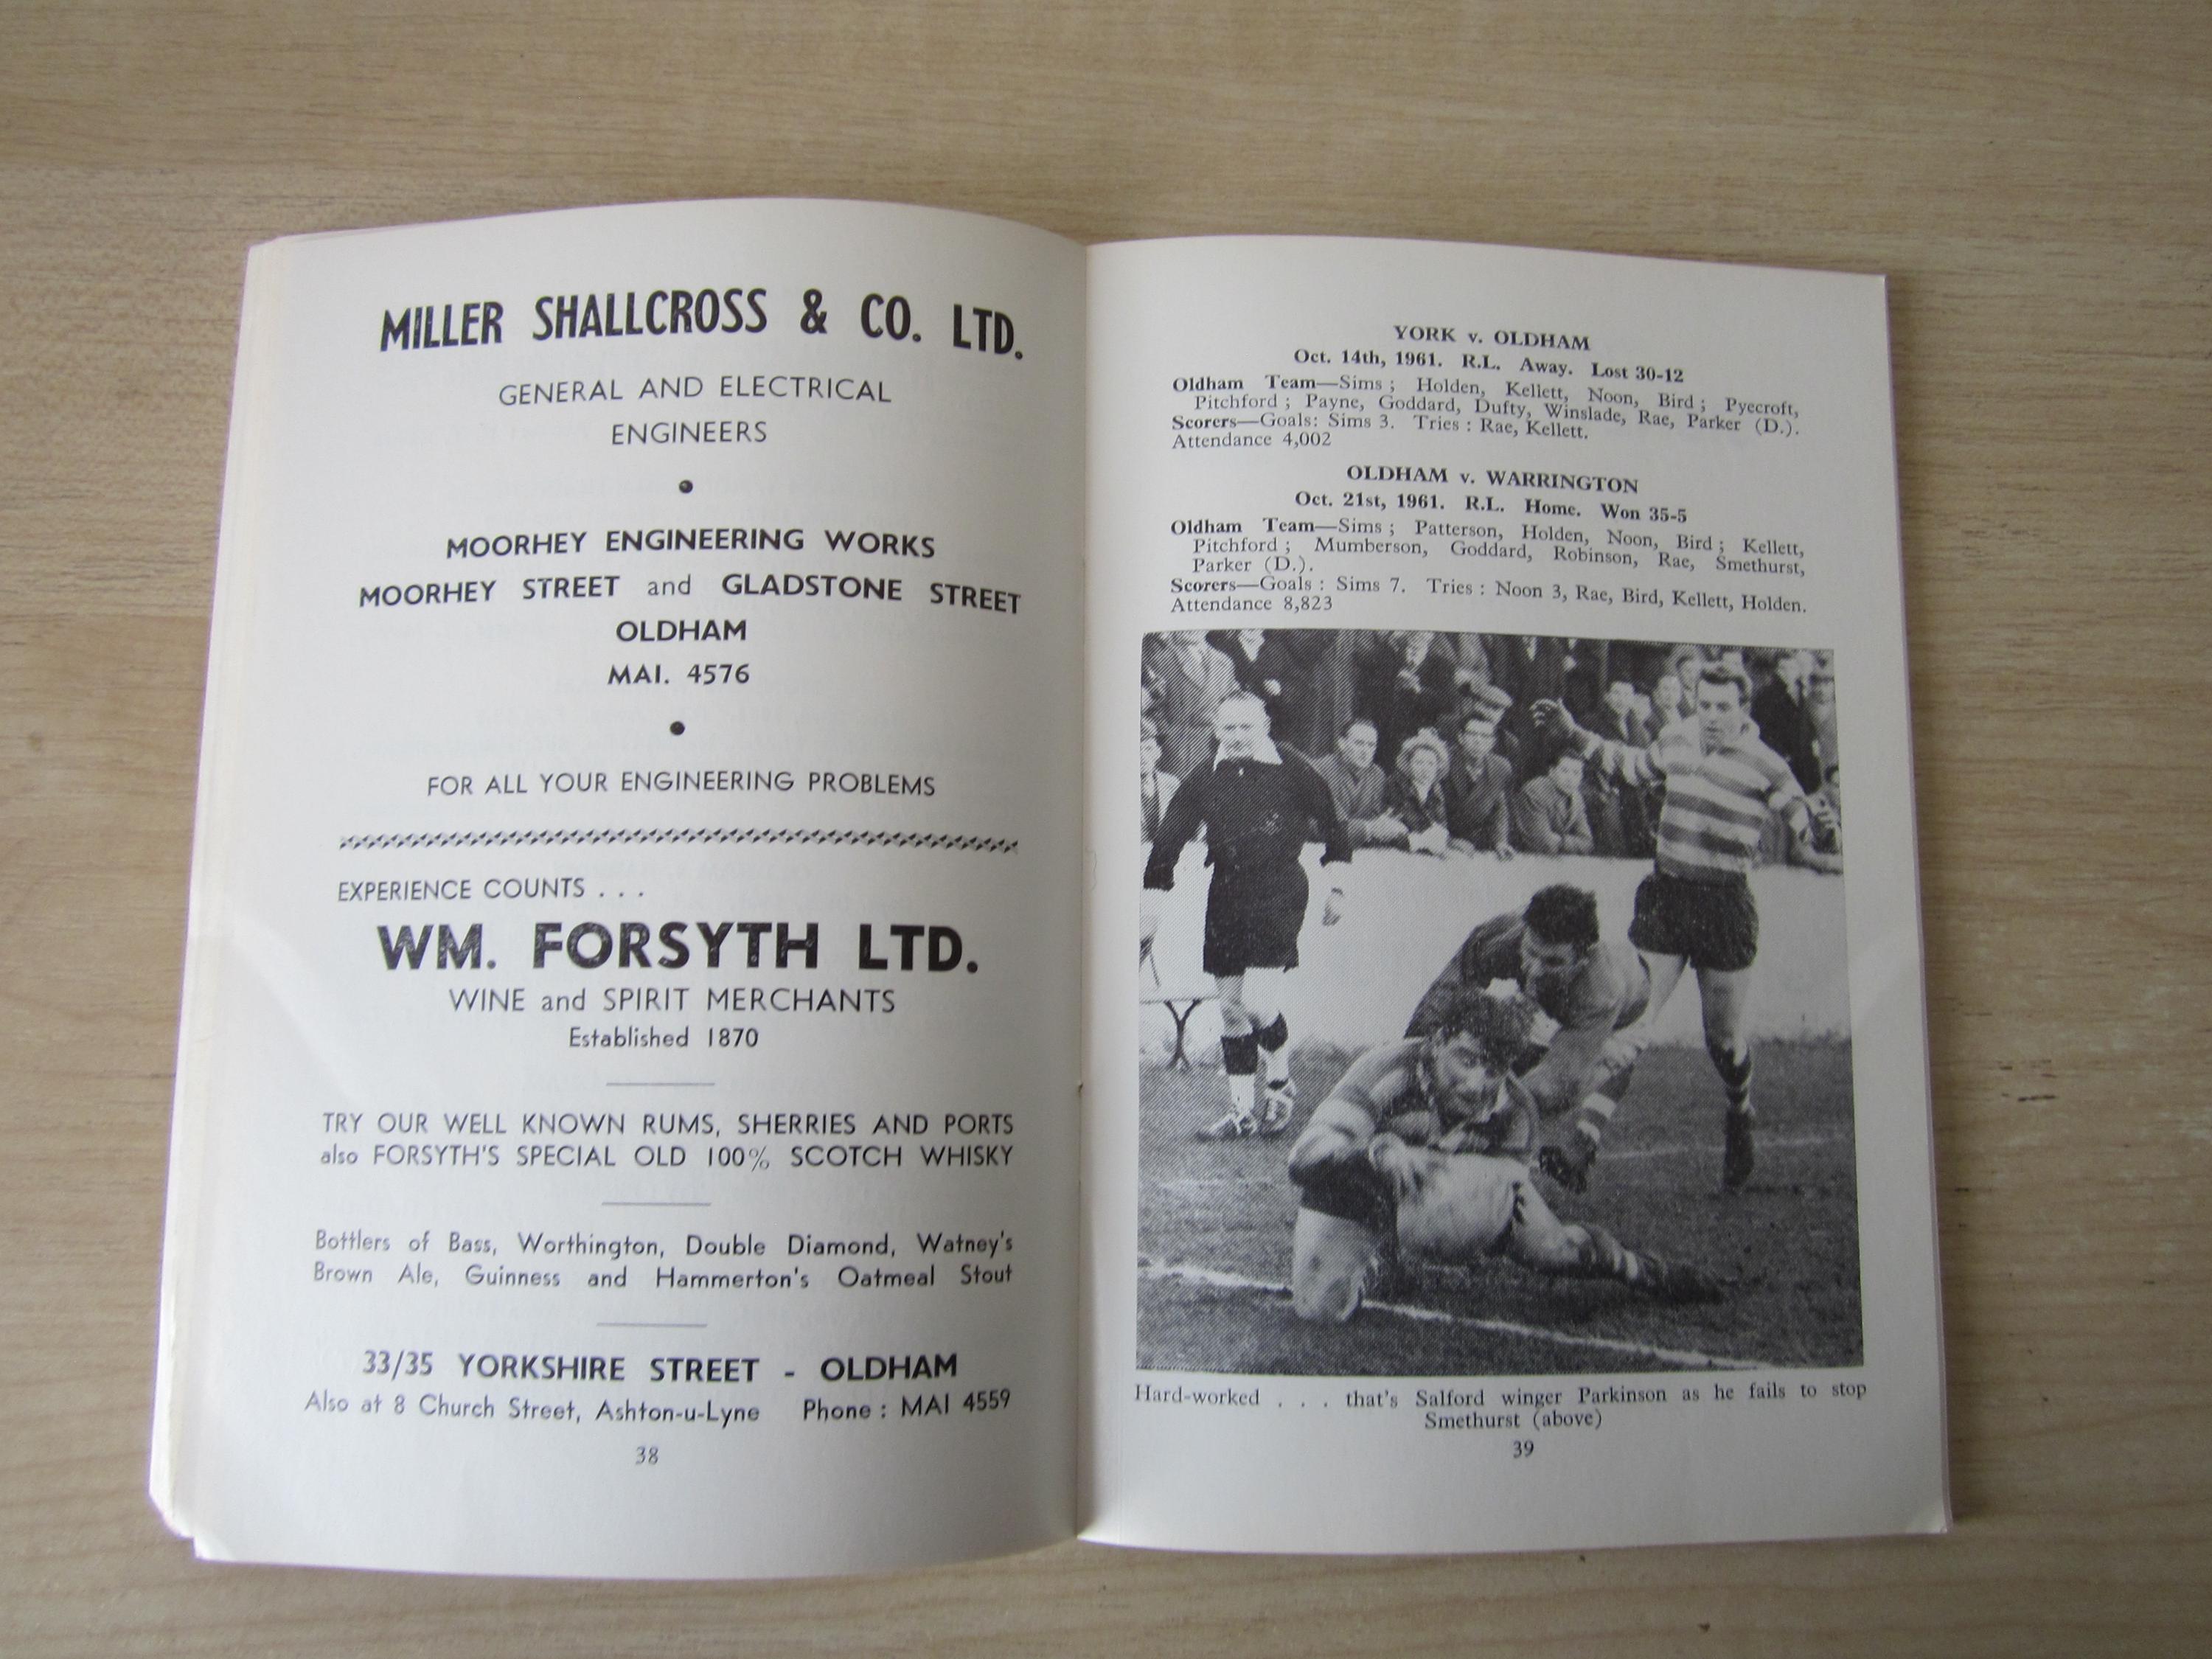 MILLER SHALLCROSS & CO. LTD.
GENERAL AND ELECTRICAL
ENGINEERS
MOORHEY ENGINEERING WORKS
MOORHEY STREET and GLADSTONE STREET
OLDHAM
MAI. 4576
FOR ALL YOUR ENGINEERING PROBLEMS
EXPERIENCE COUNTS . . .
WM. FORSYTH LTD.
WINE and SPIRIT MERCHANTS
Established 1870
TRY OUR WELL KNOWN RUMS, SHERRIES AND PORTS
also FORSYTH'S SPECIAL OLD 100% SCOTCH WHISKY
Bottlers of Bass, Worthington, Double Diamond, Watney's
Brown Ale, Guinness and Hammerton's Oatmeal Stout
33/35 YORKSHIRE STREET - OLDHAM
Also at 8 Church Street, Ashton-u-Lyne Phone : MAI 4559
38
YORK v. OLDHAM
Oct. 14th, 1961. R.L. Away. Lost 30-12
Oldham Team—Sims ; Holden, Kellett, Noon, Bird ; Pyecroft,
Pitchford ; Payne, Goddard, Dufty, Winslade, Rae, Parker (D.).
Scorers—Goals: Sims 3. Tries : Rae, Kellett.
Attendance 4,002
OLDHAM v. WARRINGTON
Oct. 21st, 1961. R.L. Home. Won 35-5
Oldham Team—Sims ; Patterson, Holden, Noon, Bird ; Kellett,
Pitchford ; Mumberson, Goddard, Robinson, Rae, Smethurst,
Parker (D.).
Scorers—Goals : Sims 7. Tries : Noon 3, Rae, Bird, Kellett, Holden.
Attendance 8,823
Hard-worked . . . that's Salford winger Parkinson as he fails to stop
Smethurst (above)
39